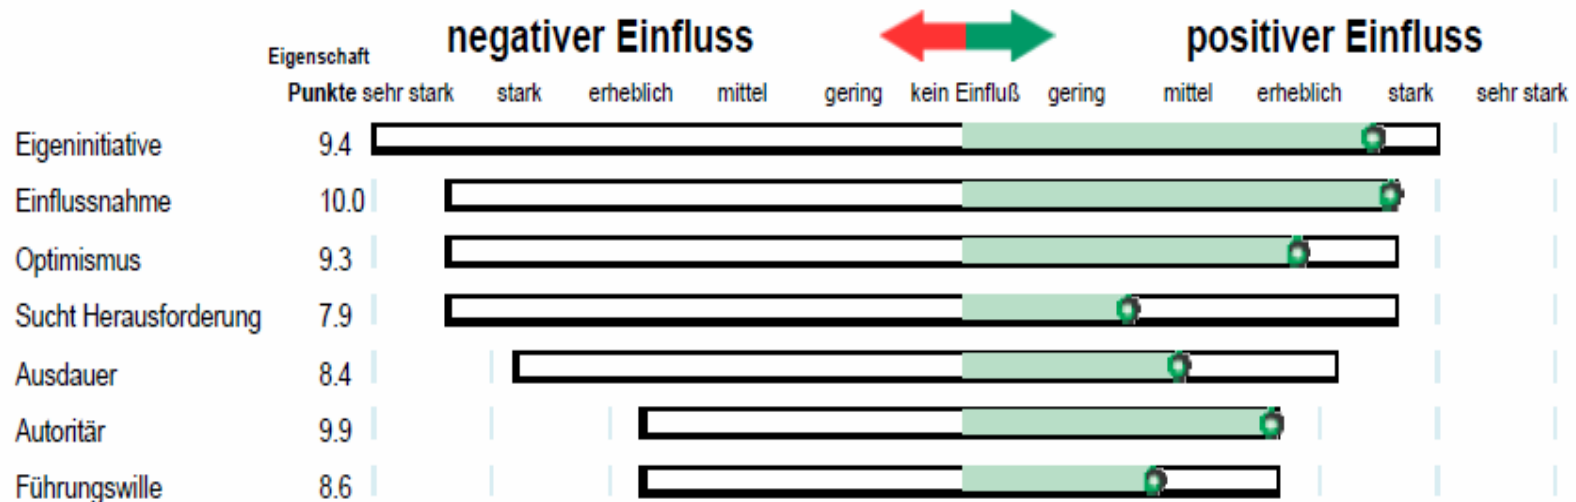 negativer Einfluss positiver Einfluss
Eigenschaft
Punkte sehr stark stark erheblich mittel gering kein Einfluß gering mittel erheblich stark sehr stark
Eigeninitiative 9.4
Einflussnahme 10.0
Optimismus 9.3
Sucht Herausforderung 7.9
Ausdauer 8.4
Autoritär 9.9
Führungswille 8.6